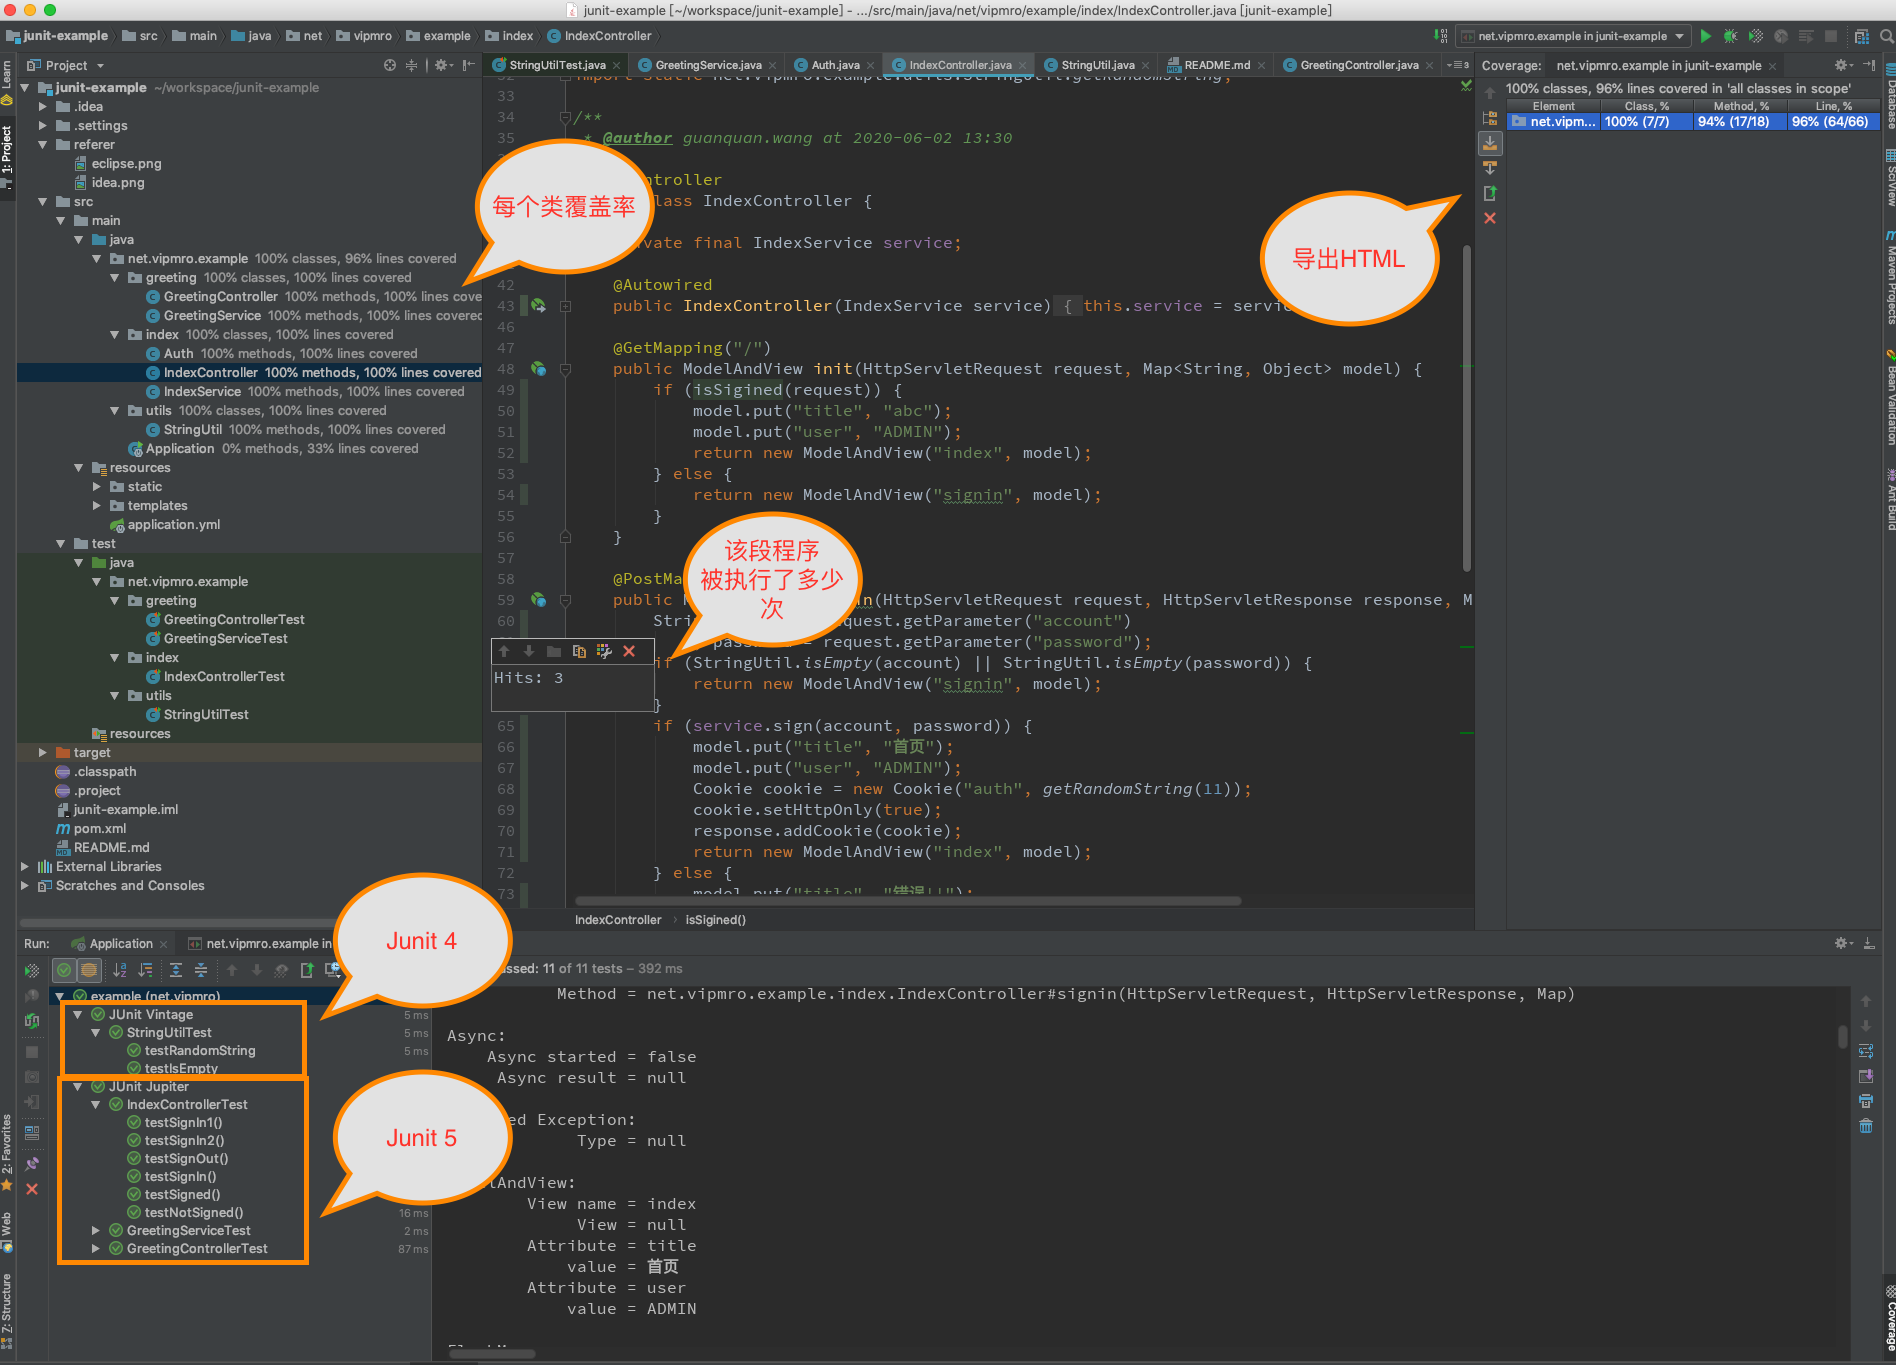 junit-example [~/workspace/junit-example] - .../src/main/java/net/vipmro/example/index/IndexController.java [junit-example]
junit-example › src › main › java › net › vipmro › example › index › IndexController
net.vipmro.example in junit-example
Learn
1: Project
Project
junit-example ~/workspace/junit-example
.idea
.settings
referer
eclipse.png
idea.png
src
main
java
net.vipmro.example 100% classes, 96% lines covered
greeting 100% classes, 100% lines covered
GreetingController 100% methods, 100% lines cove
GreetingService 100% methods, 100% lines covered
index 100% classes, 100% lines covered
Auth 100% methods, 100% lines covered
IndexController 100% methods, 100% lines covered
IndexService 100% methods, 100% lines covered
utils 100% classes, 100% lines covered
StringUtil 100% methods, 100% lines covered
Application 0% methods, 33% lines covered
resources
static
templates
application.yml
test
java
net.vipmro.example
greeting
GreetingControllerTest
GreetingServiceTest
index
IndexControllerTest
utils
StringUtilTest
resources
target
.classpath
.project
junit-example.iml
pom.xml
README.md
External Libraries
Scratches and Consoles
StringUtilTest.java GreetingService.java Auth.java IndexController.java StringUtil.java README.md GreetingController.java
33
34 /**
35 * @author guanquan.wang at 2020-06-02 13:30
ntroller
lass IndexController {
vate final IndexService service;
42 @Autowired
43 public IndexController(IndexService service) { this.service = servi
46
47 @GetMapping("/")
48 public ModelAndView init(HttpServletRequest request, Map<String, Object> model) {
49 if (isSigined(request)) {
50 model.put("title", "abc");
51 model.put("user", "ADMIN");
52 return new ModelAndView("index", model);
53 } else {
54 return new ModelAndView("signin", model);
55 }
56 }
57
58 @PostMa
59 public M in(HttpServletRequest request, HttpServletResponse response, M
60 Stri quest.getParameter("account")
pass = request.getParameter("password");
if (StringUtil.isEmpty(account) || StringUtil.isEmpty(password)) {
return new ModelAndView("signin", model);
}
65 if (service.sign(account, password)) {
66 model.put("title", "首页");
67 model.put("user", "ADMIN");
68 Cookie cookie = new Cookie("auth", getRandomString(11));
69 cookie.setHttpOnly(true);
70 response.addCookie(cookie);
71 return new ModelAndView("index", model);
72 } else {
73 model.put("title", "错误!!");
IndexController › isSigined()
Hits: 3
每个类覆盖率
导出HTML
该段程序
被执行了多少
次
Junit 4
Junit 5
Coverage: net.vipmro.example in junit-example
100% classes, 96% lines covered in 'all classes in scope'
Element Class, % Method, % Line, %
net.vipm... 100% (7/7) 94% (17/18) 96% (64/66)
Database
SciView
Maven Projects
Bean Validation
Ant Build
Coverage
Run: Application net.vipmro.example in
ssed: 11 of 11 tests – 392 ms
example (net.vipmro)
JUnit Vintage 5 ms
StringUtilTest 5 ms
testRandomString 5 ms
testIsEmpty
JUnit Jupiter
IndexControllerTest
testSignIn1()
testSignIn2()
testSignOut()
testSignIn()
testSigned()
testNotSigned() 16 ms
GreetingServiceTest 2 ms
GreetingControllerTest 87 ms
Method = net.vipmro.example.index.IndexController#signin(HttpServletRequest, HttpServletResponse, Map)
Async:
Async started = false
Async result = null
ed Exception:
Type = null
lAndView:
View name = index
View = null
Attribute = title
value = 首页
Attribute = user
value = ADMIN
2: Favorites
Web
Z: Structure